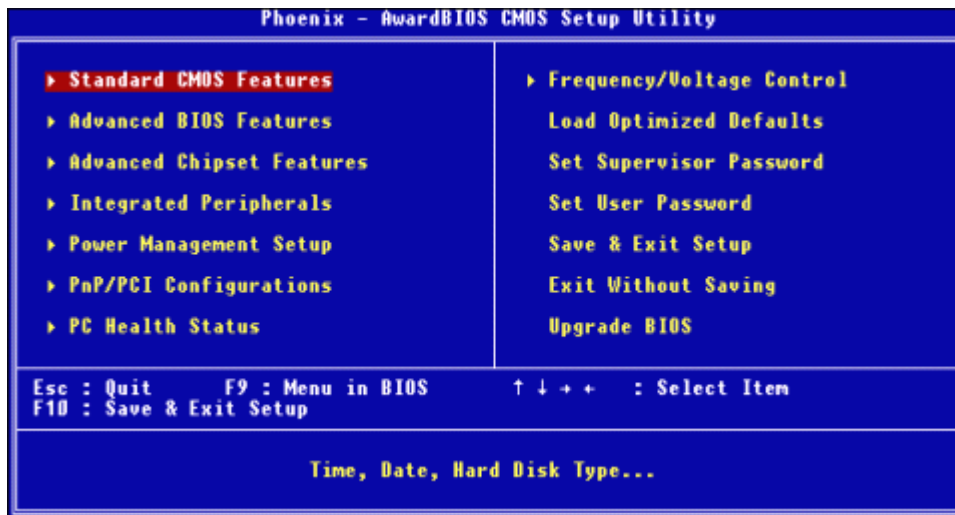 Phoenix - AwardBIOS CMOS Setup Utility
▸ Standard CMOS Features
▸ Advanced BIOS Features
▸ Advanced Chipset Features
▸ Integrated Peripherals
▸ Power Management Setup
▸ PnP/PCI Configurations
▸ PC Health Status
▸ Frequency/Voltage Control
Load Optimized Defaults
Set Supervisor Password
Set User Password
Save & Exit Setup
Exit Without Saving
Upgrade BIOS
Esc : Quit F9 : Menu in BIOS ↑ ↓ → ← : Select Item
F10 : Save & Exit Setup
Time, Date, Hard Disk Type...